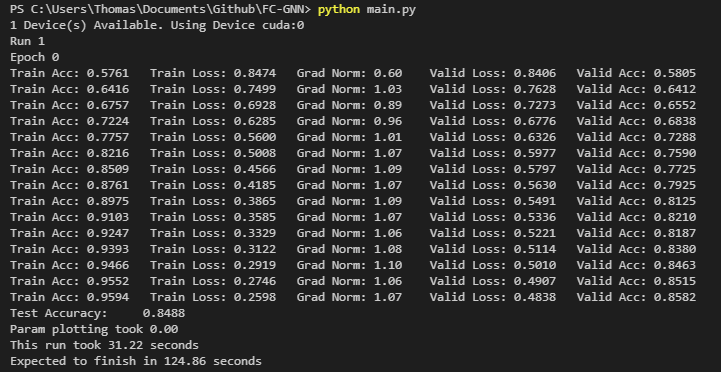 PS C:\Users\Thomas\Documents\Github\FC-GNN> python main.py
1 Device(s) Available. Using Device cuda:0
Run 1
Epoch 0
Train Acc: 0.5761   Train Loss: 0.8474   Grad Norm: 0.60   Valid Loss: 0.8406   Valid Acc: 0.5805
Train Acc: 0.6416   Train Loss: 0.7499   Grad Norm: 1.03   Valid Loss: 0.7628   Valid Acc: 0.6412
Train Acc: 0.6757   Train Loss: 0.6928   Grad Norm: 0.89   Valid Loss: 0.7273   Valid Acc: 0.6552
Train Acc: 0.7224   Train Loss: 0.6285   Grad Norm: 0.96   Valid Loss: 0.6776   Valid Acc: 0.6838
Train Acc: 0.7757   Train Loss: 0.5600   Grad Norm: 1.01   Valid Loss: 0.6326   Valid Acc: 0.7288
Train Acc: 0.8216   Train Loss: 0.5008   Grad Norm: 1.07   Valid Loss: 0.5977   Valid Acc: 0.7590
Train Acc: 0.8509   Train Loss: 0.4566   Grad Norm: 1.09   Valid Loss: 0.5797   Valid Acc: 0.7725
Train Acc: 0.8761   Train Loss: 0.4185   Grad Norm: 1.07   Valid Loss: 0.5630   Valid Acc: 0.7925
Train Acc: 0.8975   Train Loss: 0.3865   Grad Norm: 1.09   Valid Loss: 0.5491   Valid Acc: 0.8125
Train Acc: 0.9103   Train Loss: 0.3585   Grad Norm: 1.07   Valid Loss: 0.5336   Valid Acc: 0.8210
Train Acc: 0.9247   Train Loss: 0.3329   Grad Norm: 1.06   Valid Loss: 0.5221   Valid Acc: 0.8187
Train Acc: 0.9393   Train Loss: 0.3122   Grad Norm: 1.08   Valid Loss: 0.5114   Valid Acc: 0.8380
Train Acc: 0.9466   Train Loss: 0.2919   Grad Norm: 1.10   Valid Loss: 0.5010   Valid Acc: 0.8463
Train Acc: 0.9552   Train Loss: 0.2746   Grad Norm: 1.06   Valid Loss: 0.4907   Valid Acc: 0.8515
Train Acc: 0.9594   Train Loss: 0.2598   Grad Norm: 1.07   Valid Loss: 0.4838   Valid Acc: 0.8582
Test Accuracy:     0.8488
Param plotting took 0.00
This run took 31.22 seconds
Expected to finish in 124.86 seconds